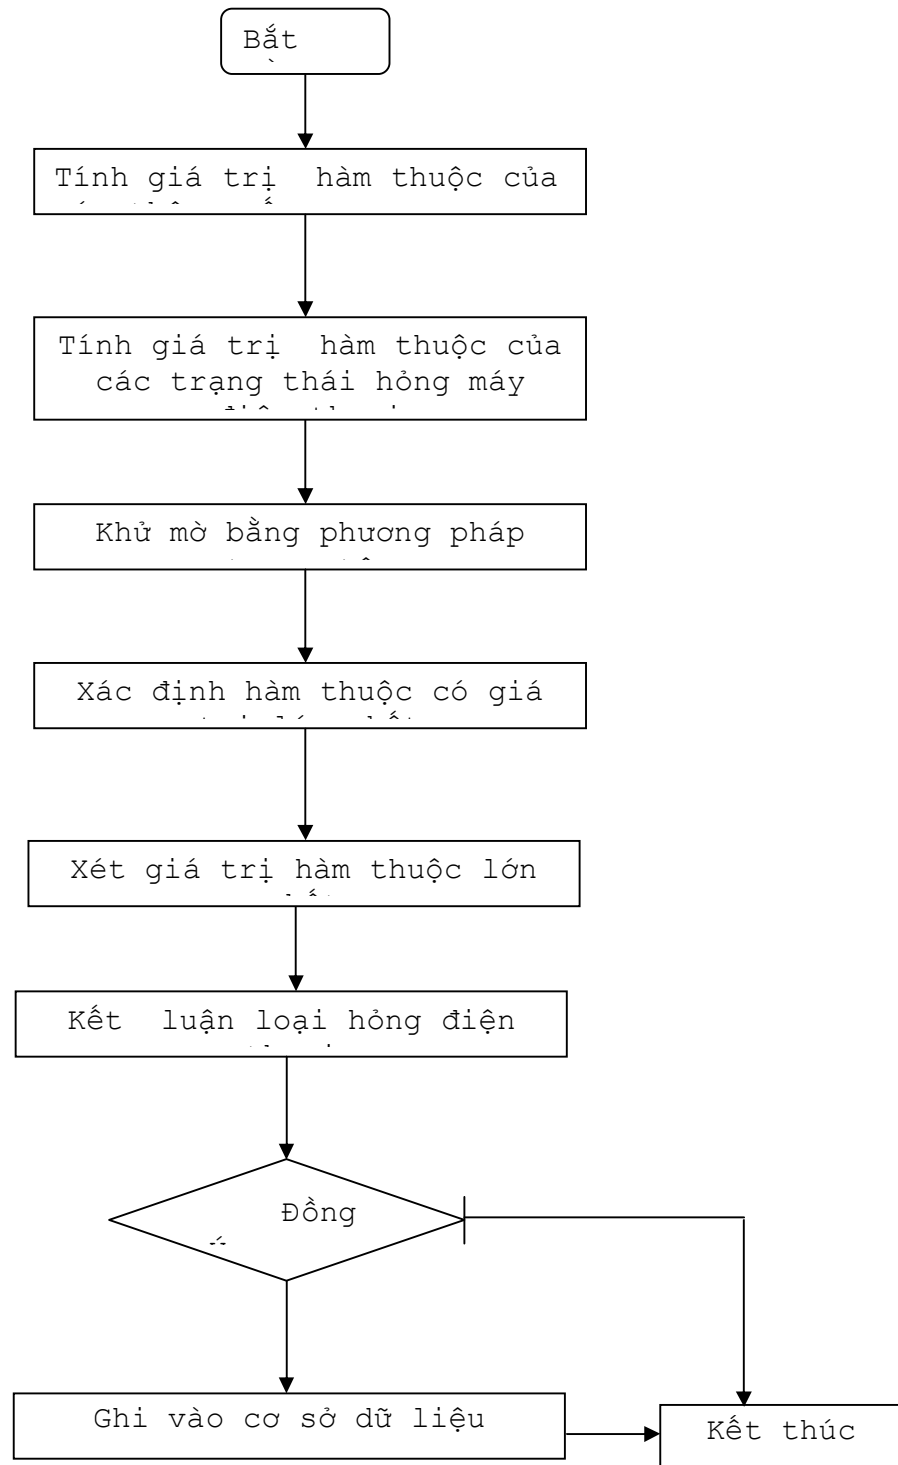 Bắt
Tính giá trị hàm thuộc của
Tính giá trị hàm thuộc của
các trạng thái hỏng máy
Khử mờ bằng phương pháp
Xác định hàm thuộc có giá
Xét giá trị hàm thuộc lớn
Kết luận loại hỏng điện
Đồng
Ghi vào cơ sở dữ liệu
Kết thúc